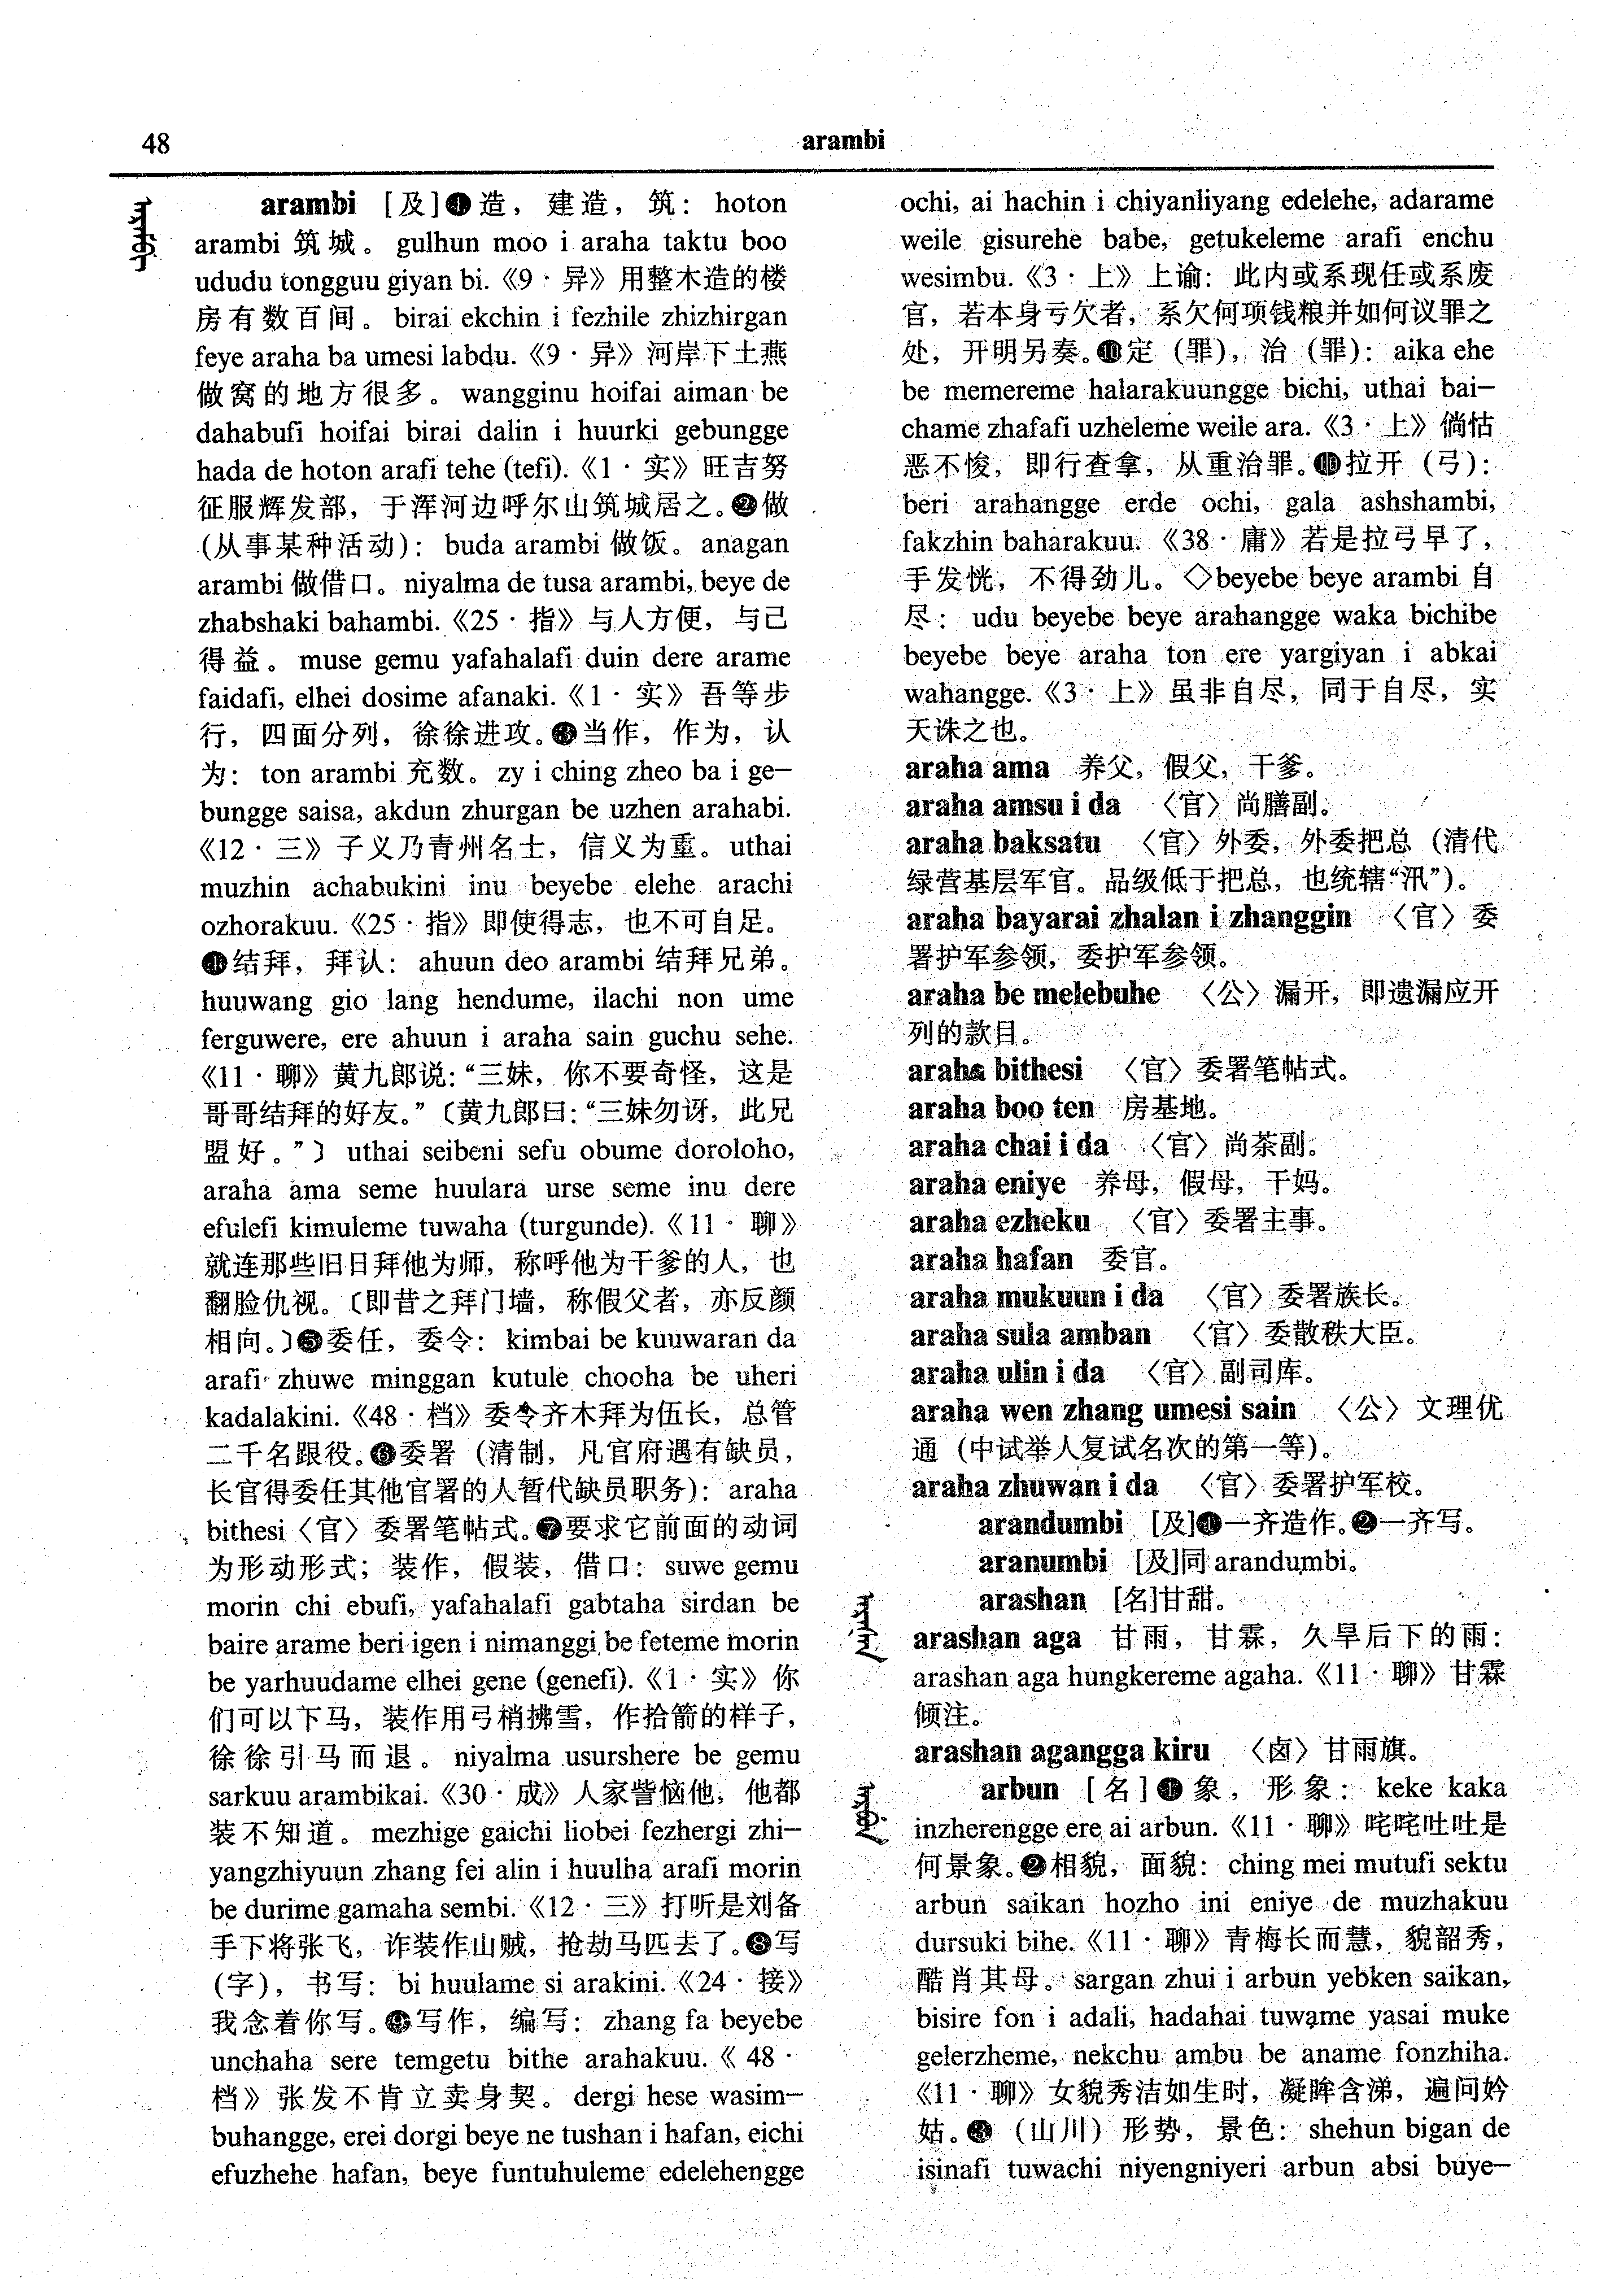 48
arambi
arambi [及]❶造，建造，筑：hoton
arambi 筑城。gulhun moo i araha taktu boo
ududu tongguu giyan bi.《9·异》用整木造的楼
房有数百间。birai ekchin i fezhile zhizhirgan
feye araha ba umesi labdu.《9·异》河岸下土燕
做窝的地方很多。wangginu hoifai aiman be
dahabufi hoifai birai dalin i huurki gebungge
hada de hoton arafi tehe (tefi).《1·实》旺吉努
征服辉发部，于浑河边呼尔山筑城居之。❷做
(从事某种活动)：buda arambi 做饭。anagan
arambi 做借口。niyalma de tusa arambi, beye de
zhabshaki bahambi.《25·指》与人方便，与己
得益。muse gemu yafahalafi duin dere arame
faidafi, elhei dosime afanaki.《1·实》吾等步
行，四面分列，徐徐进攻。❸当作，作为，认
为：ton arambi 充数。zy i ching zheo ba i ge—
bungge saisa, akdun zhurgan be uzhen arahabi.
《12·三》子义乃青州名士，信义为重。uthai
muzhin achabukini inu beyebe elehe arachi
ozhorakuu.《25·指》即使得志，也不可自足。
❹结拜，拜认：ahuun deo arambi 结拜兄弟。
huuwang gio lang hendume, ilachi non ume
ferguwere, ere ahuun i araha sain guchu sehe.
《11·聊》黄九郎说：“三妹，你不要奇怪，这是
哥哥结拜的好友。”〔黄九郎曰：“三妹勿讶，此兄
盟好。”〕uthai seibeni sefu obume doroloho,
araha ama seme huulara urse seme inu dere
efulefi kimuleme tuwaha (turgunde).《11·聊》
就连那些旧日拜他为师，称呼他为干爹的人，也
翻脸仇视。〔即昔之拜门墙，称假父者，亦反颜
相向。〕❺委任，委令：kimbai be kuuwaran da
arafi zhuwe minggan kutule chooha be uheri
kadalakini.《48·档》委令齐木拜为伍长，总管
二千名跟役。❻委署（清制，凡官府遇有缺员，
长官得委任其他官署的人暂代缺员职务）：araha
bithesi〈官〉委署笔帖式。❼要求它前面的动词
为形动形式；装作，假装，借口：suwe gemu
morin chi ebufi, yafahalafi gabtaha sirdan be
baire arame beri igen i nimanggi be feteme morin
be yarhuudame elhei gene (genefi).《1·实》你
们可以下马，装作用弓梢拂雪，作拾箭的样子，
徐徐引马而退。niyalma usurshere be gemu
sarkuu arambikai.《30·成》人家訾恼他，他都
装不知道。mezhige gaichi liobei fezhergi zhi—
yangzhiyuun zhang fei alin i huulha arafi morin
be durime gamaha sembi.《12·三》打听是刘备
手下将张飞，诈装作山贼，抢劫马匹去了。❽写
(字)，书写：bi huulame si arakini.《24·接》
我念着你写。❾写作，编写：zhang fa beyebe
unchaha sere temgetu bithe arahakuu.《48·
档》张发不肯立卖身契。dergi hese wasim—
buhangge, erei dorgi beye ne tushan i hafan, eichi
efuzhehe hafan, beye funtuhuleme edelehengge
ochi, ai hachin i chiyanliyang edelehe, adarame
weile gisurehe babe, getukeleme arafi enchu
wesimbu.《3·上》上谕：此内或系现任或系废
官，若本身亏欠者，系欠何项钱粮并如何议罪之
处，开明另奏。❿定（罪），治（罪）：aika ehe
be memereme halarakuungge bichi, uthai bai—
chame zhafafi uzheleme weile ara.《3·上》倘怙
恶不悛，即行查拿，从重治罪。⓫拉开（弓）：
beri arahangge erde ochi, gala ashshambi,
fakzhin baharakuu.《38·庸》若是拉弓早了，
手发恍，不得劲儿。◇beyebe beye arambi 自
尽：udu beyebe beye arahangge waka bichibe
beyebe beye araha ton ere yargiyan i abkai
wahangge.《3·上》虽非自尽，同于自尽，实
天诛之也。
araha ama 养父，假父，干爹。
araha amsu i da 〈官〉尚膳副。
araha baksatu 〈官〉外委，外委把总（清代
绿营基层军官。品级低于把总，也统辖“汛”）。
araha bayarai zhalan i zhanggin 〈官〉委
署护军参领，委护军参领。
araha be melebuhe 〈公〉漏开，即遗漏应开
列的款目。
araha bithesi 〈官〉委署笔帖式。
araha boo ten 房基地。
araha chai i da 〈官〉尚茶副。
araha eniye 养母，假母，干妈。
araha ezheku 〈官〉委署主事。
araha hafan 委官。
araha mukuun i da 〈官〉委署族长。
araha sula amban 〈官〉委散秩大臣。
araha ulin i da 〈官〉副司库。
araha wen zhang umesi sain 〈公〉文理优
通（中试举人复试名次的第一等）。
araha zhuwan i da 〈官〉委署护军校。
arandumbi [及]❶一齐造作。❷一齐写。
aranumbi [及]同 arandumbi。
arashan [名]甘甜。
arashan aga 甘雨，甘霖，久旱后下的雨：
arashan aga hungkereme agaha.《11·聊》甘霖
倾注。
arashan agangga kiru 〈卤〉甘雨旗。
arbun [名]❶象，形象：keke kaka
inzherengge ere ai arbun.《11·聊》咤咤吐吐是
何景象。❷相貌，面貌：ching mei mutufi sektu
arbun saikan hozho ini eniye de muzhakuu
dursuki bihe.《11·聊》青梅长而慧，貌韶秀，
酷肖其母。sargan zhui i arbun yebken saikan,
bisire fon i adali, hadahai tuwame yasai muke
gelerzheme, nekchu ambu be aname fonzhiha.
《11·聊》女貌秀洁如生时，凝眸含涕，遍问妗
姑。❸（山川）形势，景色：shehun bigan de
isinafi tuwachi niyengniyeri arbun absi buye—